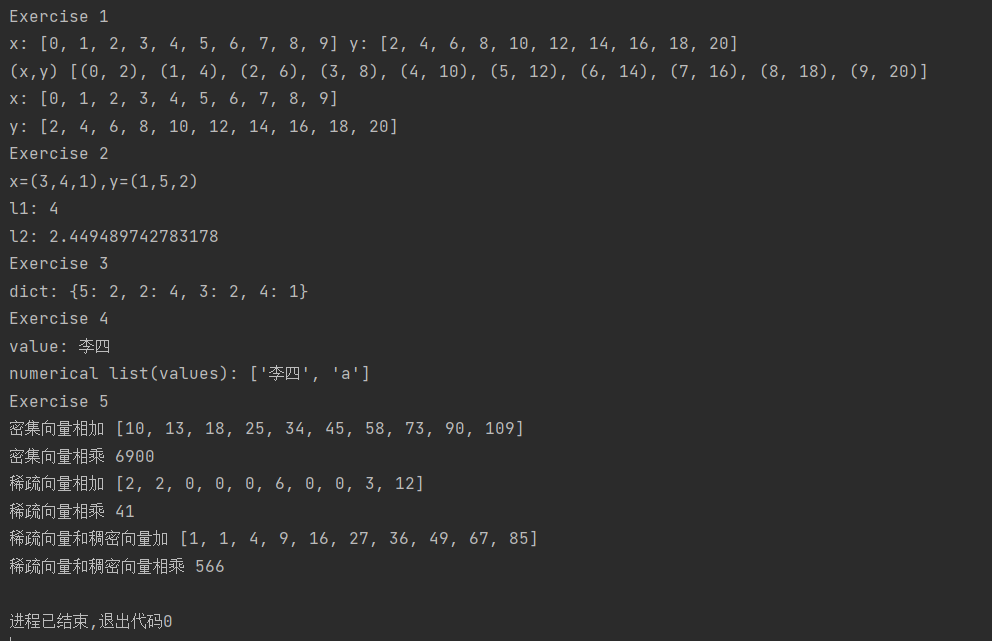 Exercise 1
x: [0, 1, 2, 3, 4, 5, 6, 7, 8, 9] y: [2, 4, 6, 8, 10, 12, 14, 16, 18, 20]
(x,y) [(0, 2), (1, 4), (2, 6), (3, 8), (4, 10), (5, 12), (6, 14), (7, 16), (8, 18), (9, 20)]
x: [0, 1, 2, 3, 4, 5, 6, 7, 8, 9]
y: [2, 4, 6, 8, 10, 12, 14, 16, 18, 20]
Exercise 2
x=(3,4,1),y=(1,5,2)
l1: 4
l2: 2.449489742783178
Exercise 3
dict: {5: 2, 2: 4, 3: 2, 4: 1}
Exercise 4
value: 李四
numerical list(values): ['李四', 'a']
Exercise 5
密集向量相加 [10, 13, 18, 25, 34, 45, 58, 73, 90, 109]
密集向量相乘 6900
稀疏向量相加 [2, 2, 0, 0, 0, 6, 0, 0, 3, 12]
稀疏向量相乘 41
稀疏向量和稠密向量加 [1, 1, 4, 9, 16, 27, 36, 49, 67, 85]
稀疏向量和稠密向量相乘 566
进程已结束,退出代码0